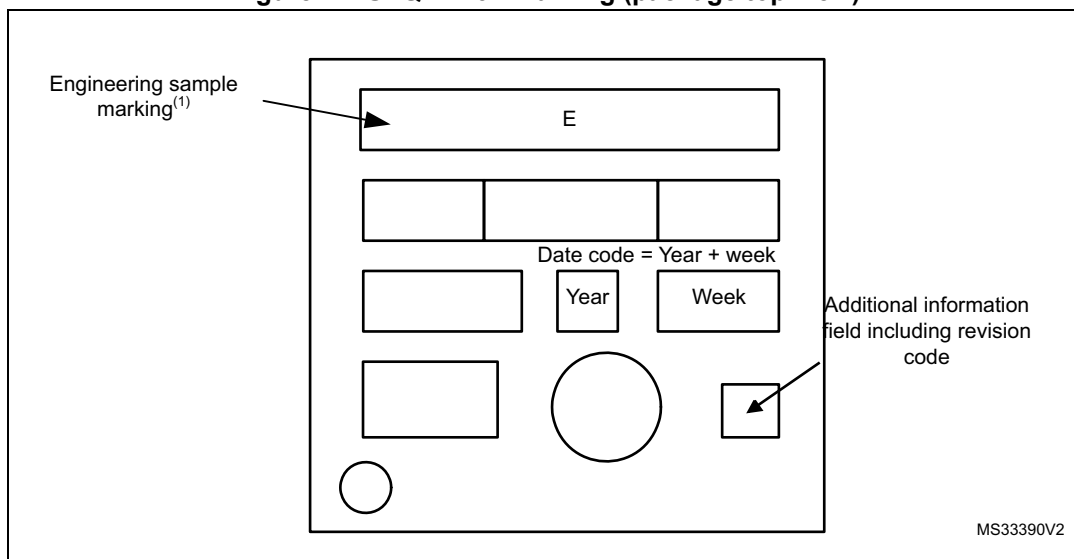 Engineering sample
marking(1)
E
Date code = Year + week
Year
Week
Additional information
field including revision
code
MS33390V2